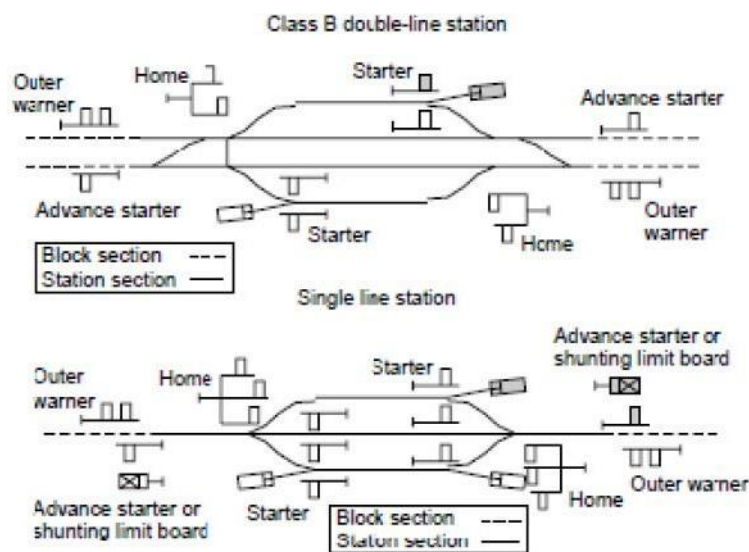 Class B double-line station
Outer
warner
Home
Starter
Advance starter
Advance starter
Starter
Home
Outer
warner
Block section
Station section
Single line station
Outer
warner
Home
Starter
Advance starter or
shunting limit board
Advance starter or
shunting limit board
Starter
Home
Outer warner
Block section
Station section